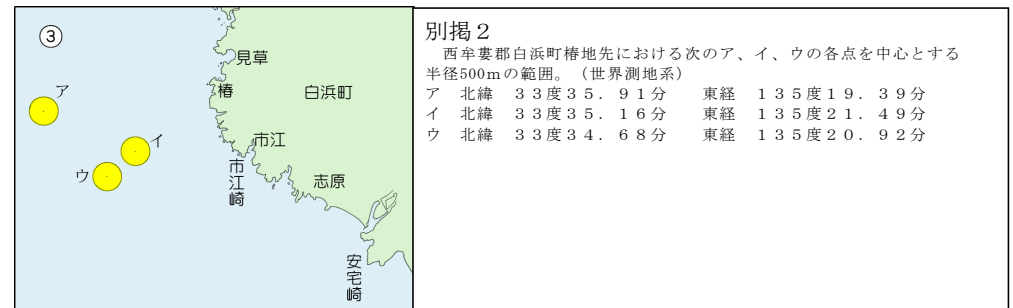 ③
見草
ア
椿
白浜町
イ
市江
ウ
市江崎
志原
安宅崎
別掲２
　西牟婁郡白浜町椿地先における次のア、イ、ウの各点を中心とする
半径500ｍの範囲。（世界測地系）
ア　北緯　３３度３５．９１分　　東経　１３５度１９．３９分
イ　北緯　３３度３５．１６分　　東経　１３５度２１．４９分
ウ　北緯　３３度３４．６８分　　東経　１３５度２０．９２分